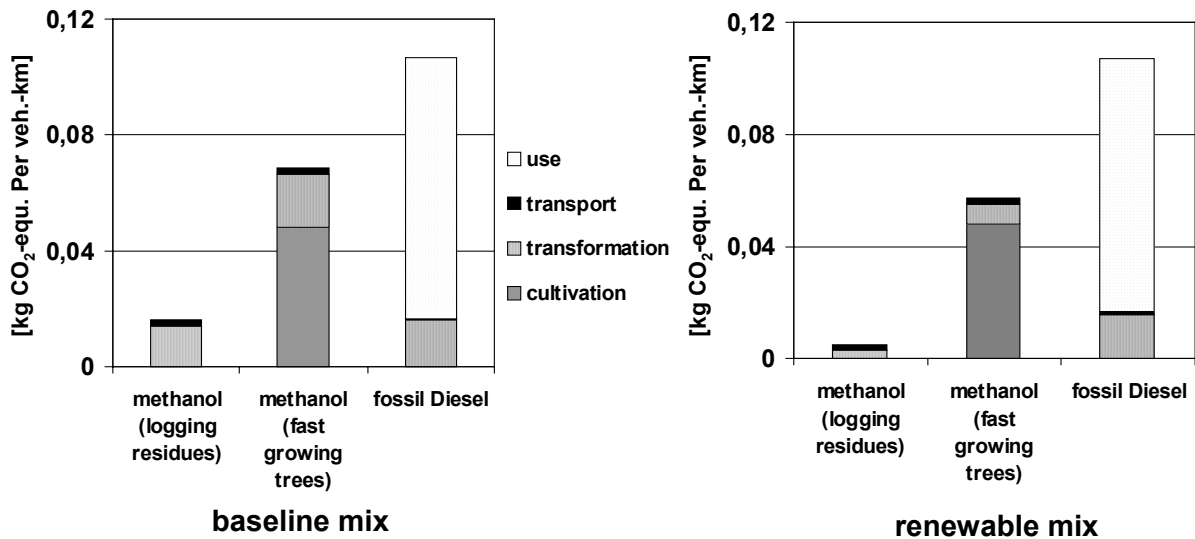 [kg CO₂-equ. Per veh.-km]
0,12
0,08
0,04
0
methanol
(logging
residues)
methanol
(fast
growing
trees)
fossil Diesel
baseline mix
use
transport
transformation
cultivation
[kg CO₂-equ. Per veh.-km]
0,12
0,08
0,04
0
methanol
(logging
residues)
methanol
(fast
growing
trees)
fossil Diesel
renewable mix